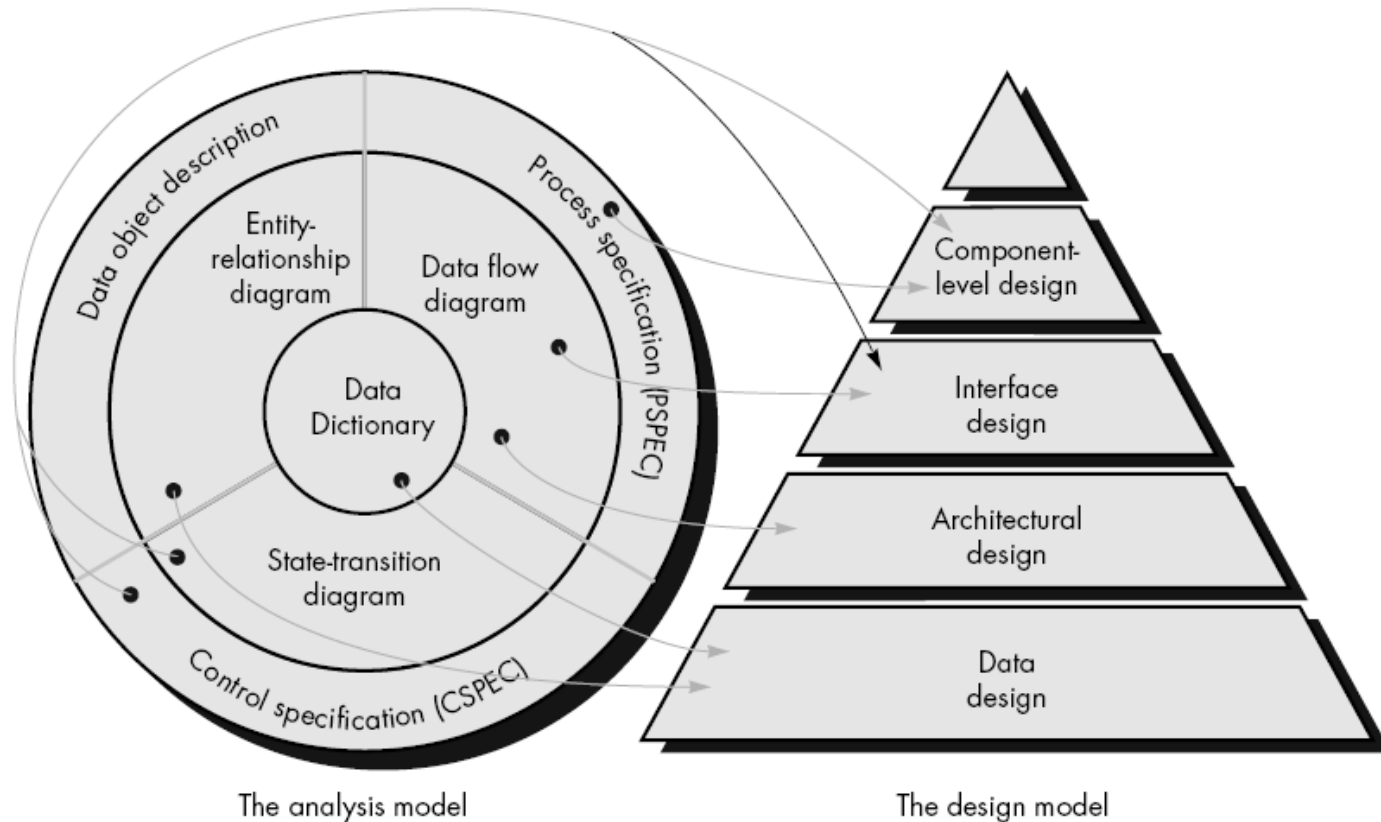 Data object description
Process specification (PSPEC)
Entity-
relationship
diagram
Data flow
diagram
Data
Dictionary
State-transition
diagram
Control specification (CSPEC)
The analysis model
Component-
level design
Interface
design
Architectural
design
Data
design
The design model